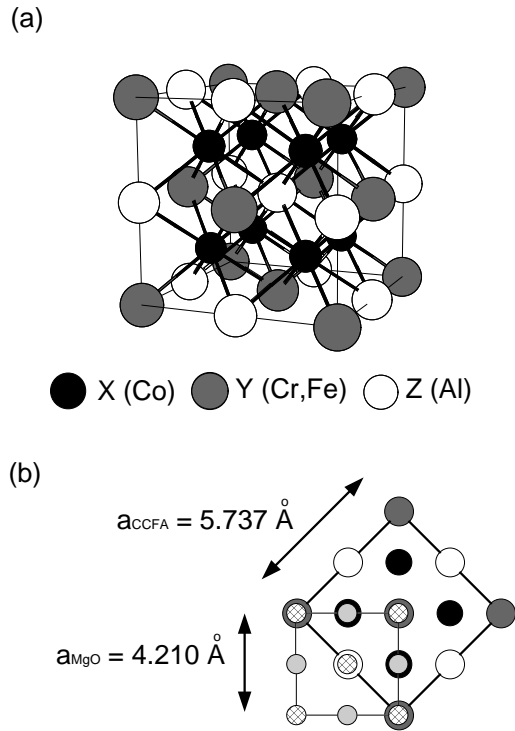 (a)
X (Co) Y (Cr,Fe) Z (Al)
(b)
aCCFA = 5.737 Å
aMgO = 4.210 Å